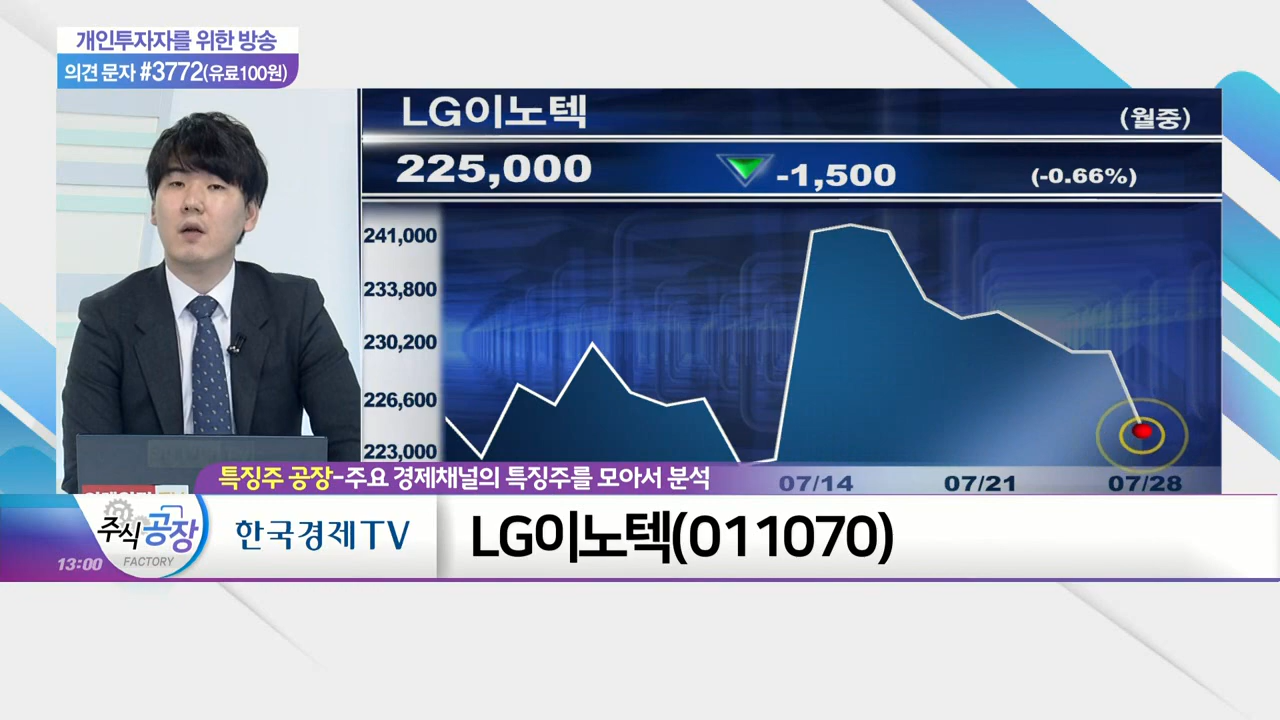 개인투자자를 위한 방송
의견 문자 #3772(유료100원)
LG이노텍
(월중)
225,000
-1,500
(-0.66%)
241,000
233,800
230,200
226,600
223,000
07/14
07/21
07/28
특징주 공장-주요 경제채널의 특징주를 모아서 분석
주식공장
FACTORY
13:00
한국경제TV
LG이노텍(011070)